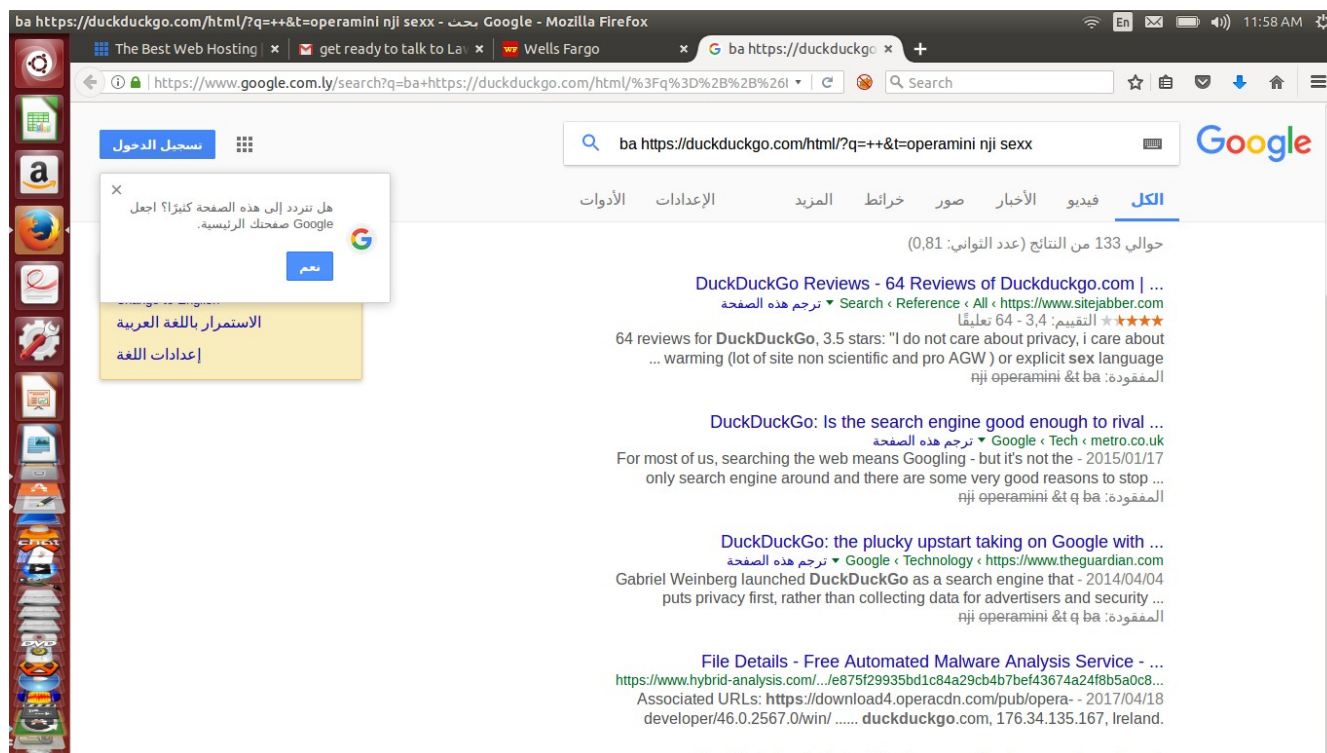 ba https://duckduckgo.com/html/?q=++&t=operamini nji sexx - بحث Google - Mozilla Firefox
En
11:58 AM
The Best Web Hosting
get ready to talk to Lav
Wells Fargo
ba https://duckduckgo
https://www.google.com.ly/search?q=ba+https://duckduckgo.com/html/%3Fq%3D%2B%2B%26
Search
تسجيل الدخول
ba https://duckduckgo.com/html/?q=++&t=operamini nji sexx
Google
الكل
فيديو
الأخبار
صور
خرائط
المزيد
الإعدادات
الأدوات
هل تتردد إلى هذه الصفحة كثيرًا؟ اجعل
Google صفحتك الرئيسية.
نعم
الاستمرار باللغة العربية
إعدادات اللغة
حوالي 133 من النتائج (عدد الثواني: 0,81)
DuckDuckGo Reviews - 64 Reviews of Duckduckgo.com | ...
https://www.sitejabber.com › All › Reference › Search ▼ ترجم هذه الصفحة
التقييم: 3,4 - 64 تعليقًا
64 reviews for DuckDuckGo, 3.5 stars: "I do not care about privacy, i care about
warming (lot of site non scientific and pro AGW ) or explicit sex language ...
المفقودة: nji operamini &t ba
DuckDuckGo: Is the search engine good enough to rival ...
metro.co.uk › Tech › Google ▼ ترجم هذه الصفحة
2015/01/17 - For most of us, searching the web means Googling - but it's not the
only search engine around and there are some very good reasons to stop ...
المفقودة: nji operamini &t q ba
DuckDuckGo: the plucky upstart taking on Google with ...
https://www.theguardian.com › Technology › Google ▼ ترجم هذه الصفحة
2014/04/04 - Gabriel Weinberg launched DuckDuckGo as a search engine that
puts privacy first, rather than collecting data for advertisers and security ...
المفقودة: nji operamini &t q ba
File Details - Free Automated Malware Analysis Service - ...
https://www.hybrid-analysis.com/.../e875f29935bd1c84a29cb4b7bef43674a24f8b5a0c8...
2017/04/18 - Associated URLs: https://download4.operacdn.com/pub/opera-
developer/46.0.2567.0/win/ ...... duckduckgo.com, 176.34.135.167, Ireland.